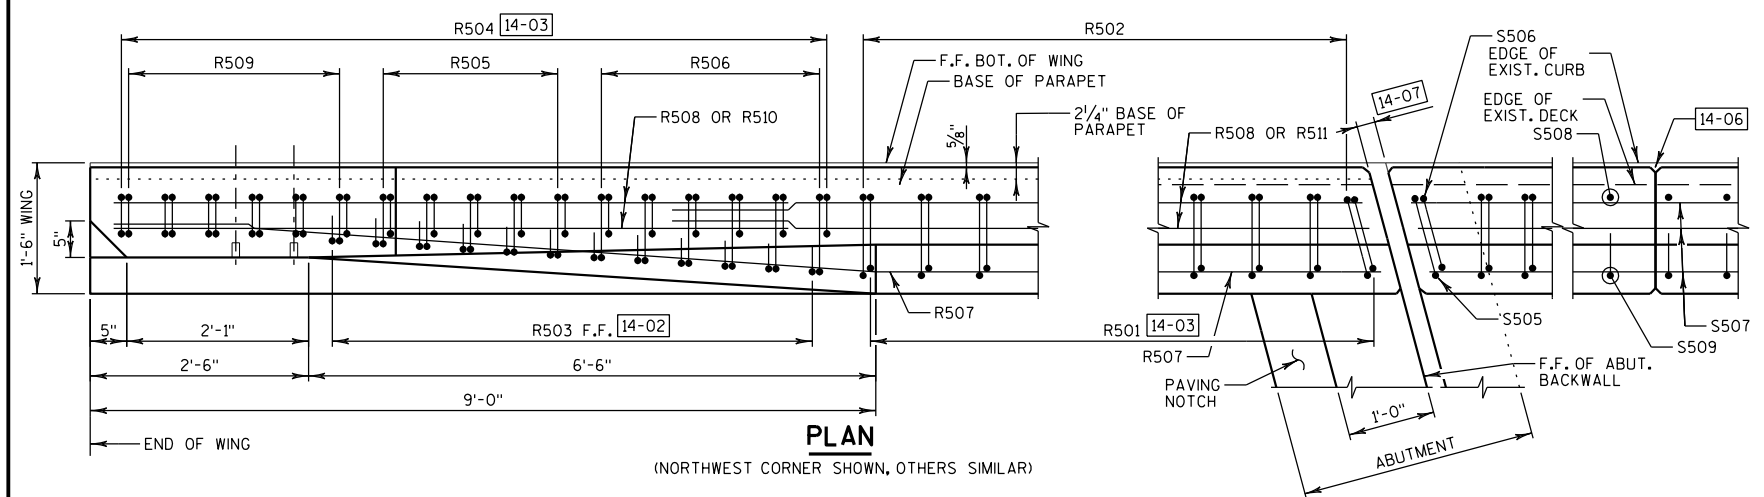 R504 14-03
R502
R509
R505
R506
F.F. BOT. OF WING
BASE OF PARAPET
R508 OR R510
5/8"
2 1/4" BASE OF
PARAPET
R508 OR R511
14-07
S506
EDGE OF
EXIST. CURB
EDGE OF
EXIST. DECK
S508
14-06
1'-6" WING
5"
5"
2'-1"
R503 F.F. 14-02
2'-6"
6'-6"
9'-0"
END OF WING
R507
R501 14-03
R507
PAVING
NOTCH
1'-0"
ABUTMENT
F.F. OF ABUT.
BACKWALL
S505
S507
S509
PLAN
(NORTHWEST CORNER SHOWN, OTHERS SIMILAR)